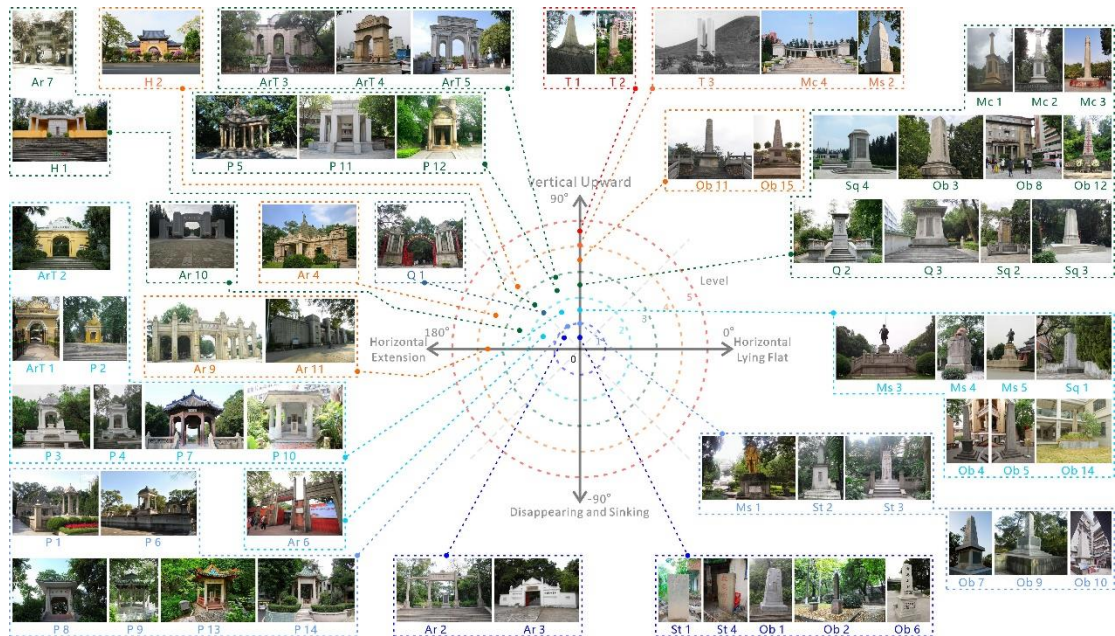 Ar 7
H 2
ArT 3 ArT 4 ArT 5
T 1 T 2
T 3 Mc 4 Ms 2
Mc 1 Mc 2 Mc 3
H 1
P 5 P 11 P 12
Ob 11 Ob 15
Sq 4 Ob 3 Ob 8 Ob 12
Vertical Upward
90°
ArT 2
Ar 10
Ar 4
Q 1
Q 2 Q 3 Sq 2 Sq 3
Level
5
4
3
2
1
0
180°
Horizontal
Extension
0°
Horizontal
Lying Flat
ArT 1 P 2
Ar 9 Ar 11
Ms 3 Ms 4 Ms 5 Sq 1
P 3 P 4 P 7 P 10
Ob 4 Ob 5 Ob 14
-90°
Disappearing and Sinking
Ms 1 St 2 St 3
P 1 P 6
Ar 6
Ob 7 Ob 9 Ob 10
P 8 P 9 P 13 P 14
Ar 2 Ar 3
St 1 St 4 Ob 1 Ob 2 Ob 6